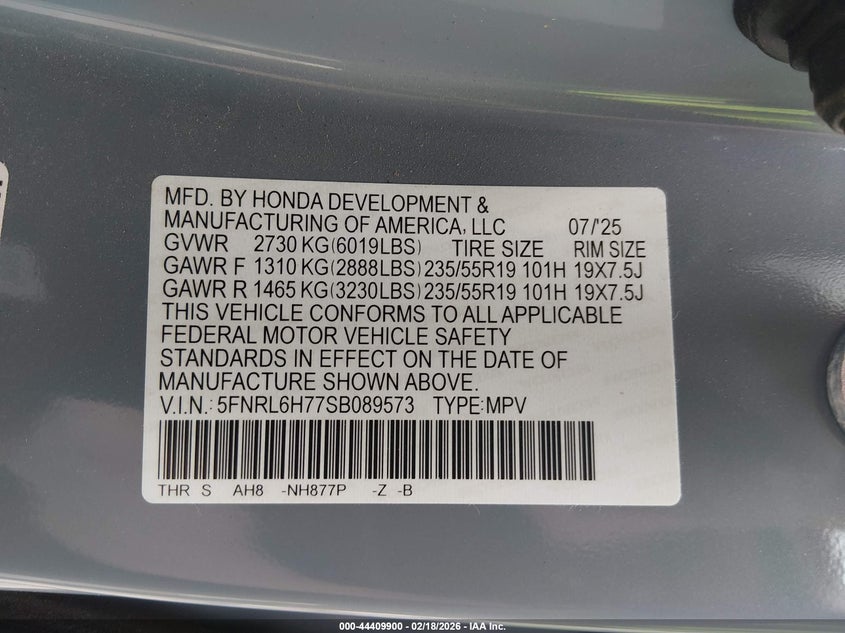 MFD. BY HONDA DEVELOPMENT &
MANUFACTURING OF AMERICA, LLC 07/'25
GVWR 2730 KG(6019LBS) TIRE SIZE RIM SIZE
GAWR F 1310 KG(2888LBS) 235/55R19 101H 19X7.5J
GAWR R 1465 KG(3230LBS) 235/55R19 101H 19X7.5J
THIS VEHICLE CONFORMS TO ALL APPLICABLE
FEDERAL MOTOR VEHICLE SAFETY
STANDARDS IN EFFECT ON THE DATE OF
MANUFACTURE SHOWN ABOVE.
V.I.N.: 5FNRL6H77SB089573 TYPE:MPV
THR S AH8 -NH877P -Z -B
000-44409900 - 02/18/2026 - IAA Inc.